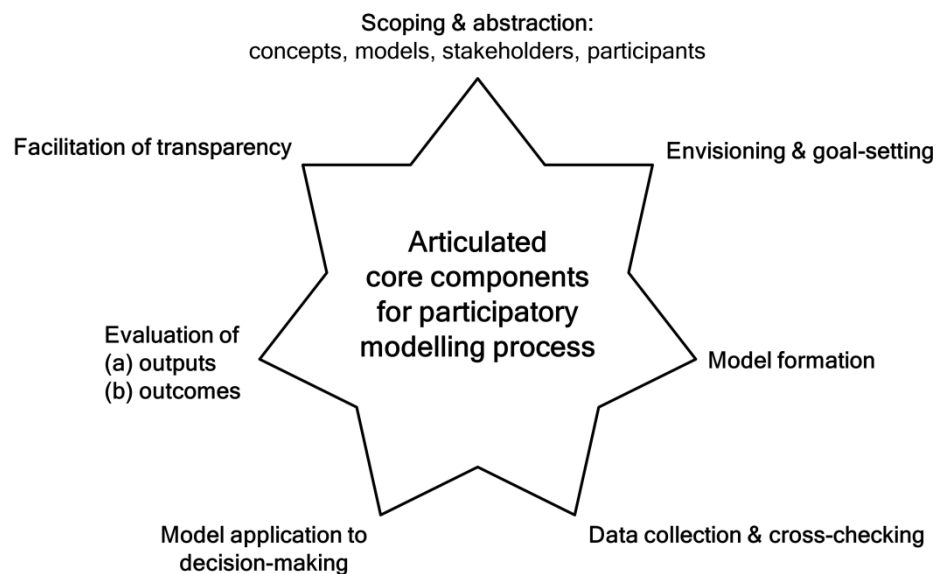 Scoping & abstraction:
concepts, models, stakeholders, participants
Facilitation of transparency
Envisioning & goal-setting
Articulated
core components
for participatory
modelling process
Evaluation of
(a) outputs
(b) outcomes
Model formation
Model application to
decision-making
Data collection & cross-checking